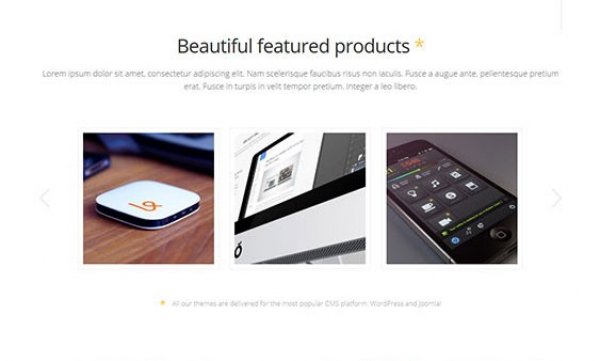 Beautiful featured products *
Lorem ipsum dolor sit amet, consectetur adipiscing elit. Nam scelerisque faucibus risus non iaculis. Fusce a augue ante, pellentesque pretium
erat. Fusce in turpis in velit tempor pretium. Integer a leo libero.
* All our themes are delivered for the most popular CMS platform: WordPress and Joomla!